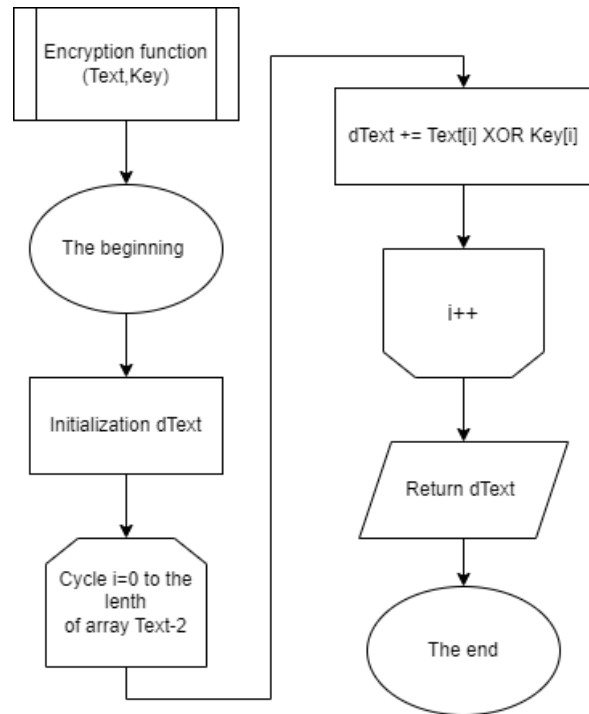 Encryption function
(Text,Key)
The beginning
Initialization dText
Cycle i=0 to the
lenth
of array Text-2
dText += Text[i] XOR Key[i]
i++
Return dText
The end